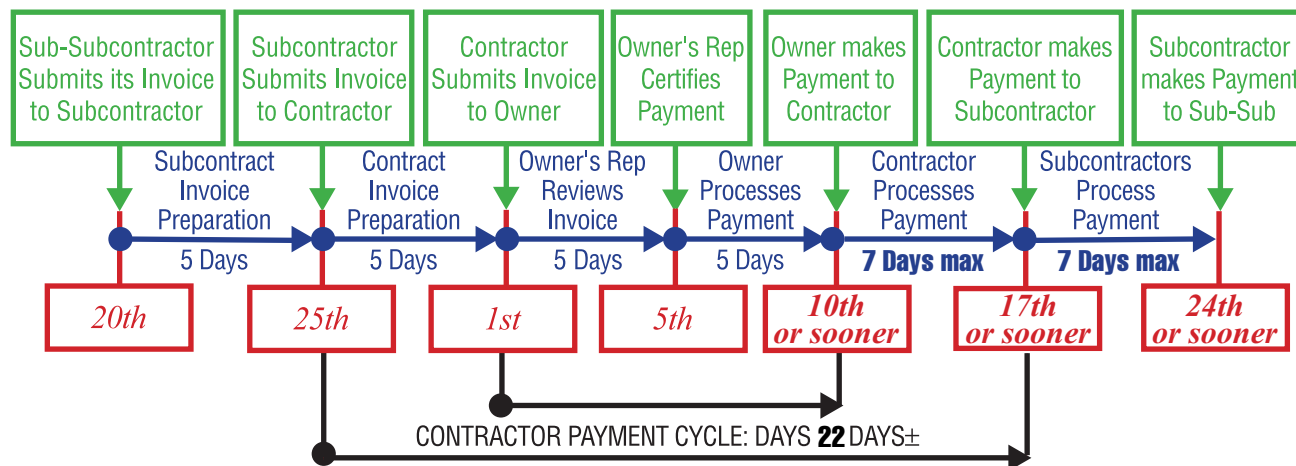 Sub-Subcontractor
Submits its Invoice
to Subcontractor
Subcontractor
Submits Invoice
to Contractor
Contractor
Submits Invoice
to Owner
Owner's Rep
Certifies
Payment
Owner makes
Payment to
Contractor
Contractor makes
Payment to
Subcontractor
Subcontractor
makes Payment
to Sub-Sub
Subcontract
Invoice
Preparation
5 Days
Contract
Invoice
Preparation
5 Days
Owner's Rep
Reviews
Invoice
5 Days
Owner
Processes
Payment
5 Days
Contractor
Processes
Payment
7 Days max
Subcontractors
Process
Payment
7 Days max
20th
25th
1st
5th
10th
or sooner
17th
or sooner
24th
or sooner
CONTRACTOR PAYMENT CYCLE: DAYS 22 DAYS±